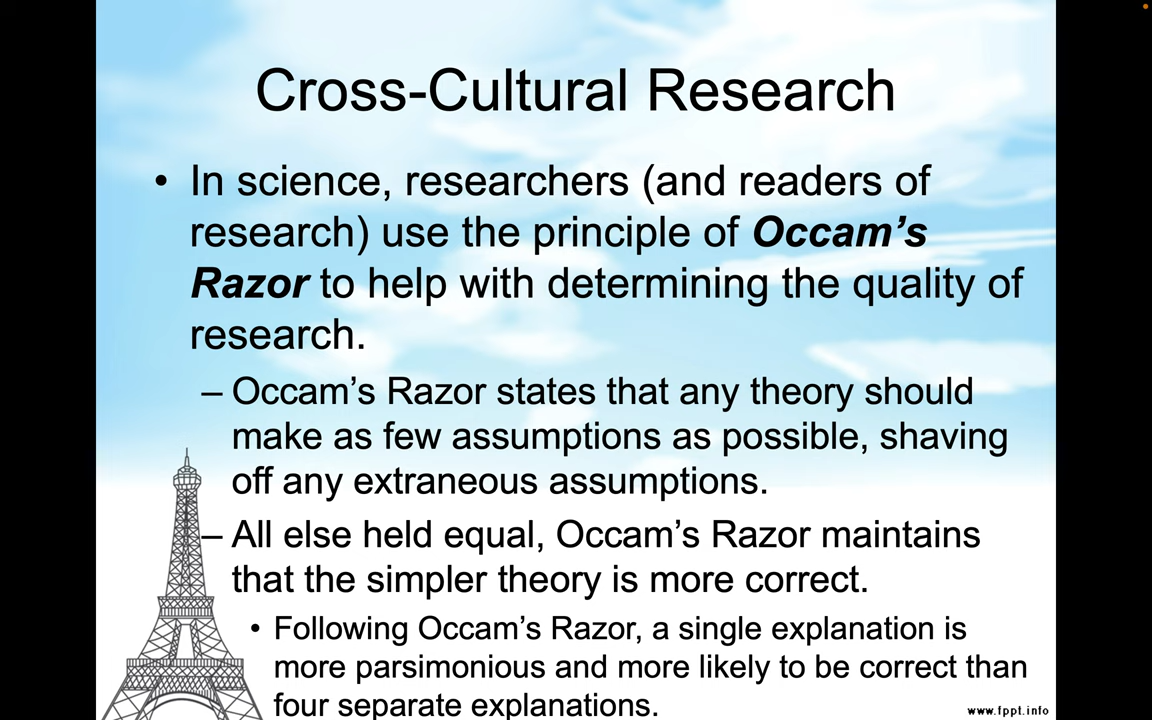 Cross-Cultural Research
• In science, researchers (and readers of
research) use the principle of Occam’s
Razor to help with determining the quality of
research.
– Occam’s Razor states that any theory should
make as few assumptions as possible, shaving
off any extraneous assumptions.
– All else held equal, Occam’s Razor maintains
that the simpler theory is more correct.
• Following Occam’s Razor, a single explanation is
more parsimonious and more likely to be correct than
four separate explanations.
www.fppt.info